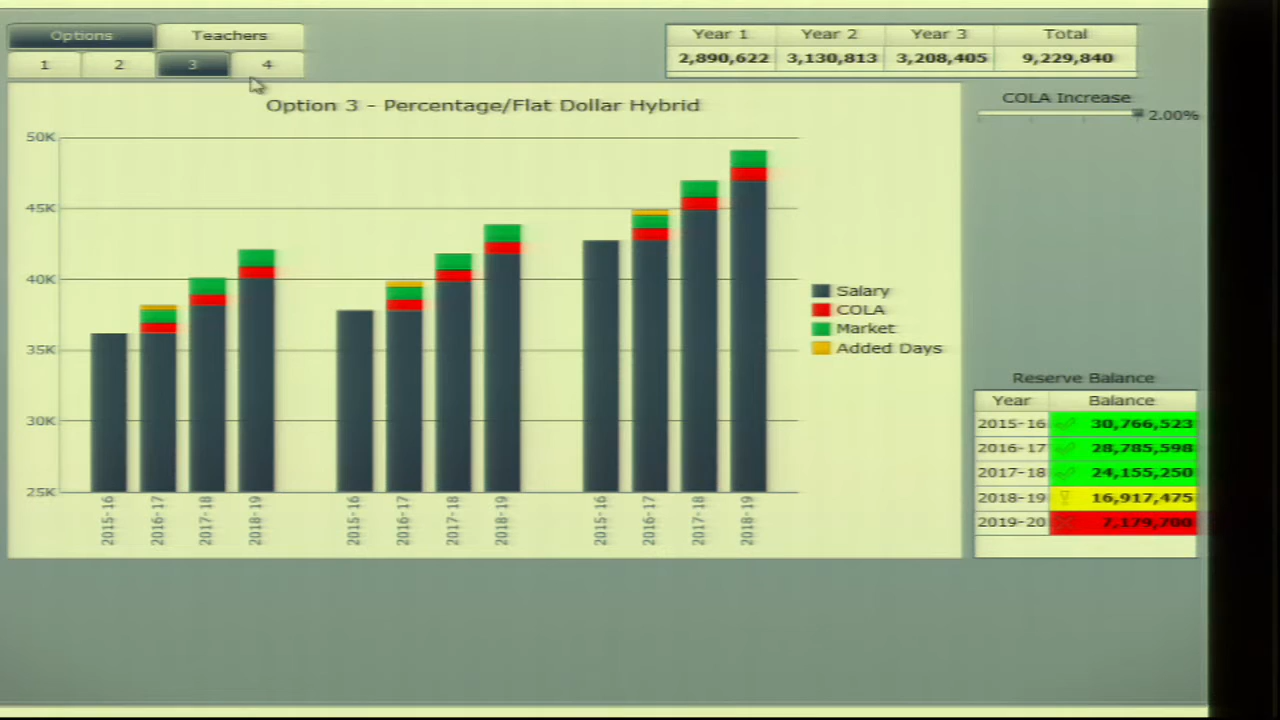 Options Teachers
1 2 3 4
Year 1 Year 2 Year 3 Total
2,890,622 3,130,813 3,208,405 9,229,840
Option 3 - Percentage/Flat Dollar Hybrid
COLA Increase
2.00%
50K
45K
40K
35K
30K
25K
2015-16 2016-17 2017-18 2018-19 2015-16 2016-17 2017-18 2018-19 2015-16 2016-17 2017-18 2018-19
Salary
COLA
Market
Added Days
Reserve Balance
Year Balance
2015-16 30,766,523
2016-17 28,785,598
2017-18 24,155,250
2018-19 16,917,475
2019-20 7,179,700